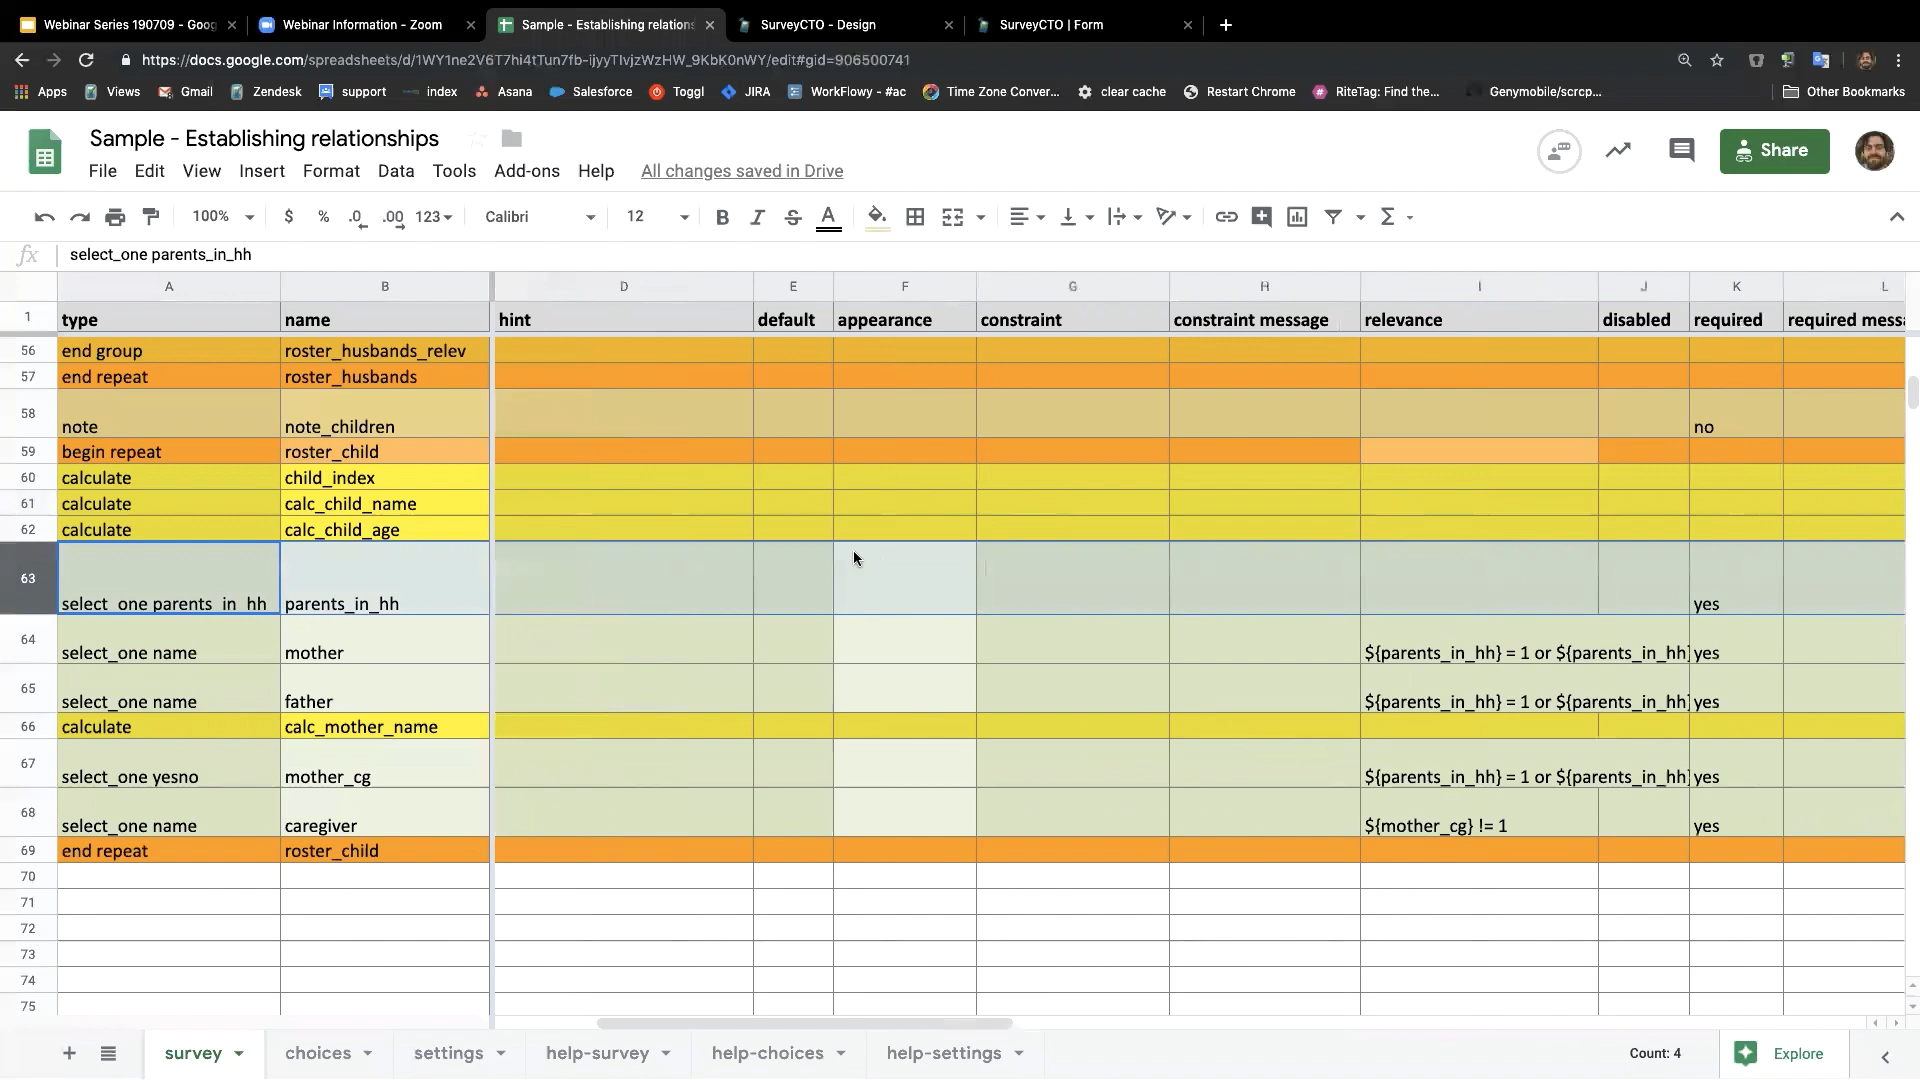 Webinar Series 190709 - Goog
Webinar Information - Zoom
Sample - Establishing relations
SurveyCTO - Design
SurveyCTO | Form
https://docs.google.com/spreadsheets/d/1WY1ne2V6T7hi4tTun7fb-ijyyTIvjzWzHW_9KbK0nWY/edit#gid=906500741
Apps Views Gmail Zendesk support index Asana Salesforce Toggl JIRA WorkFlowy - #ac Time Zone Conver... clear cache Restart Chrome RiteTag: Find the... Genymobile/scrcp... Other Bookmarks
Sample - Establishing relationships
File Edit View Insert Format Data Tools Add-ons Help All changes saved in Drive
Share
100% $ % .0 .00 123 Calibri 12 B I S A Σ
fx select_one parents_in_hh
A B D E F G H I J K L
1 type name hint default appearance constraint constraint message relevance disabled required required messa
56 end group roster_husbands_relev
57 end repeat roster_husbands
58 note note_children no
59 begin repeat roster_child
60 calculate child_index
61 calculate calc_child_name
62 calculate calc_child_age
63 select_one parents_in_hh parents_in_hh yes
64 select_one name mother ${parents_in_hh} = 1 or ${parents_in_hh} yes
65 select_one name father ${parents_in_hh} = 1 or ${parents_in_hh} yes
66 calculate calc_mother_name
67 select_one yesno mother_cg ${parents_in_hh} = 1 or ${parents_in_hh} yes
68 select_one name caregiver ${mother_cg} != 1 yes
69 end repeat roster_child
70
71
72
73
74
75
survey choices settings help-survey help-choices help-settings Count: 4 Explore